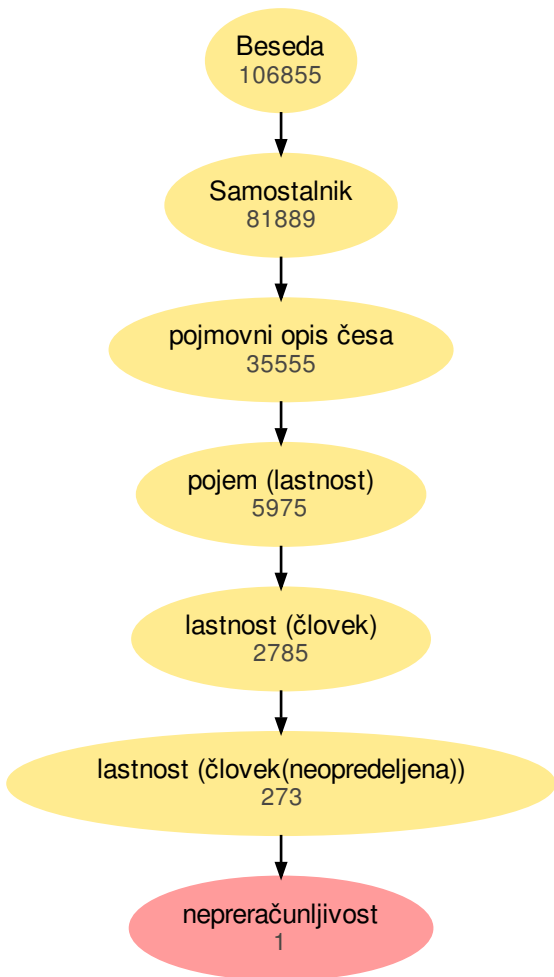 Beseda
106855
Samostalnik
81889
pojmovni opis česa
35555
pojem (lastnost)
5975
lastnost (človek)
2785
lastnost (človek(neopredeljena))
273
nepreračunljivost
1